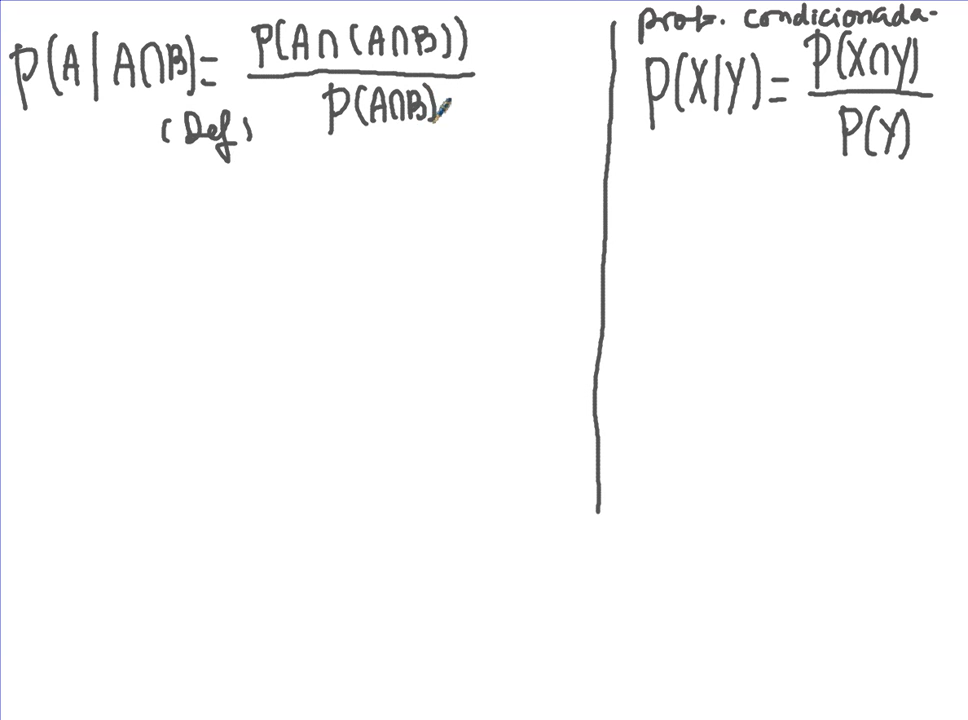 P(A | A∩B) = P(A∩(A∩B)) / P(A∩B)
(Def)
prob. condicionada.
P(X|Y) = P(X∩Y) / P(Y)